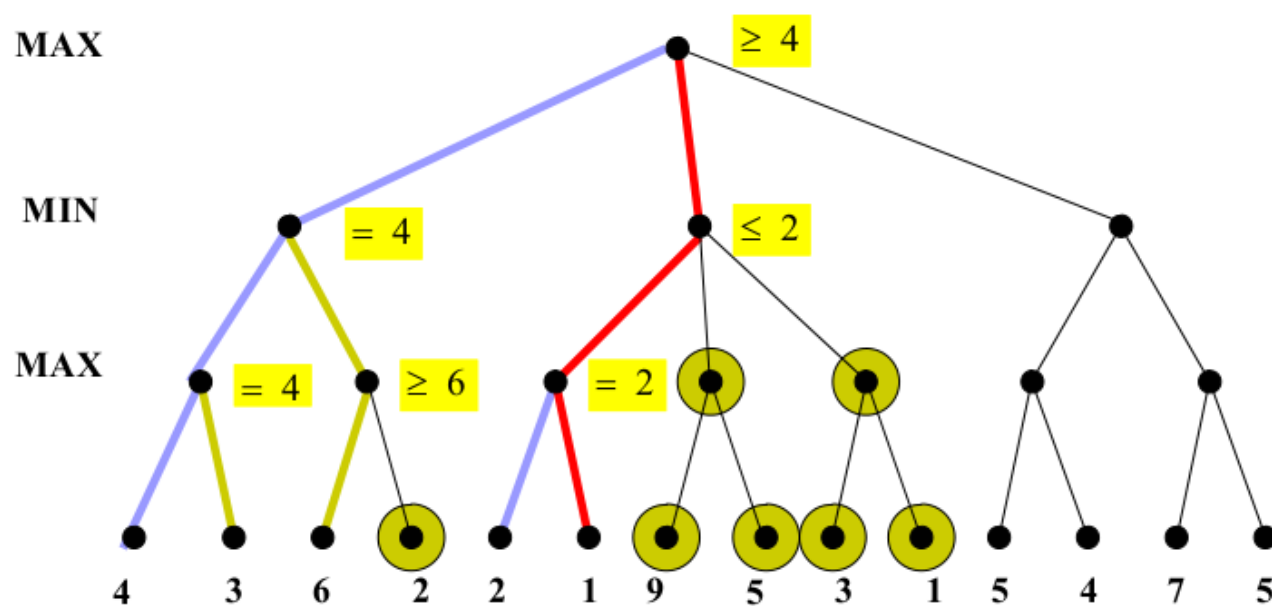 MAX
≥ 4
MIN
= 4
≤ 2
MAX
= 4
≥ 6
= 2
4 3 6 2 2 1 9 5 3 1 5 4 7 5